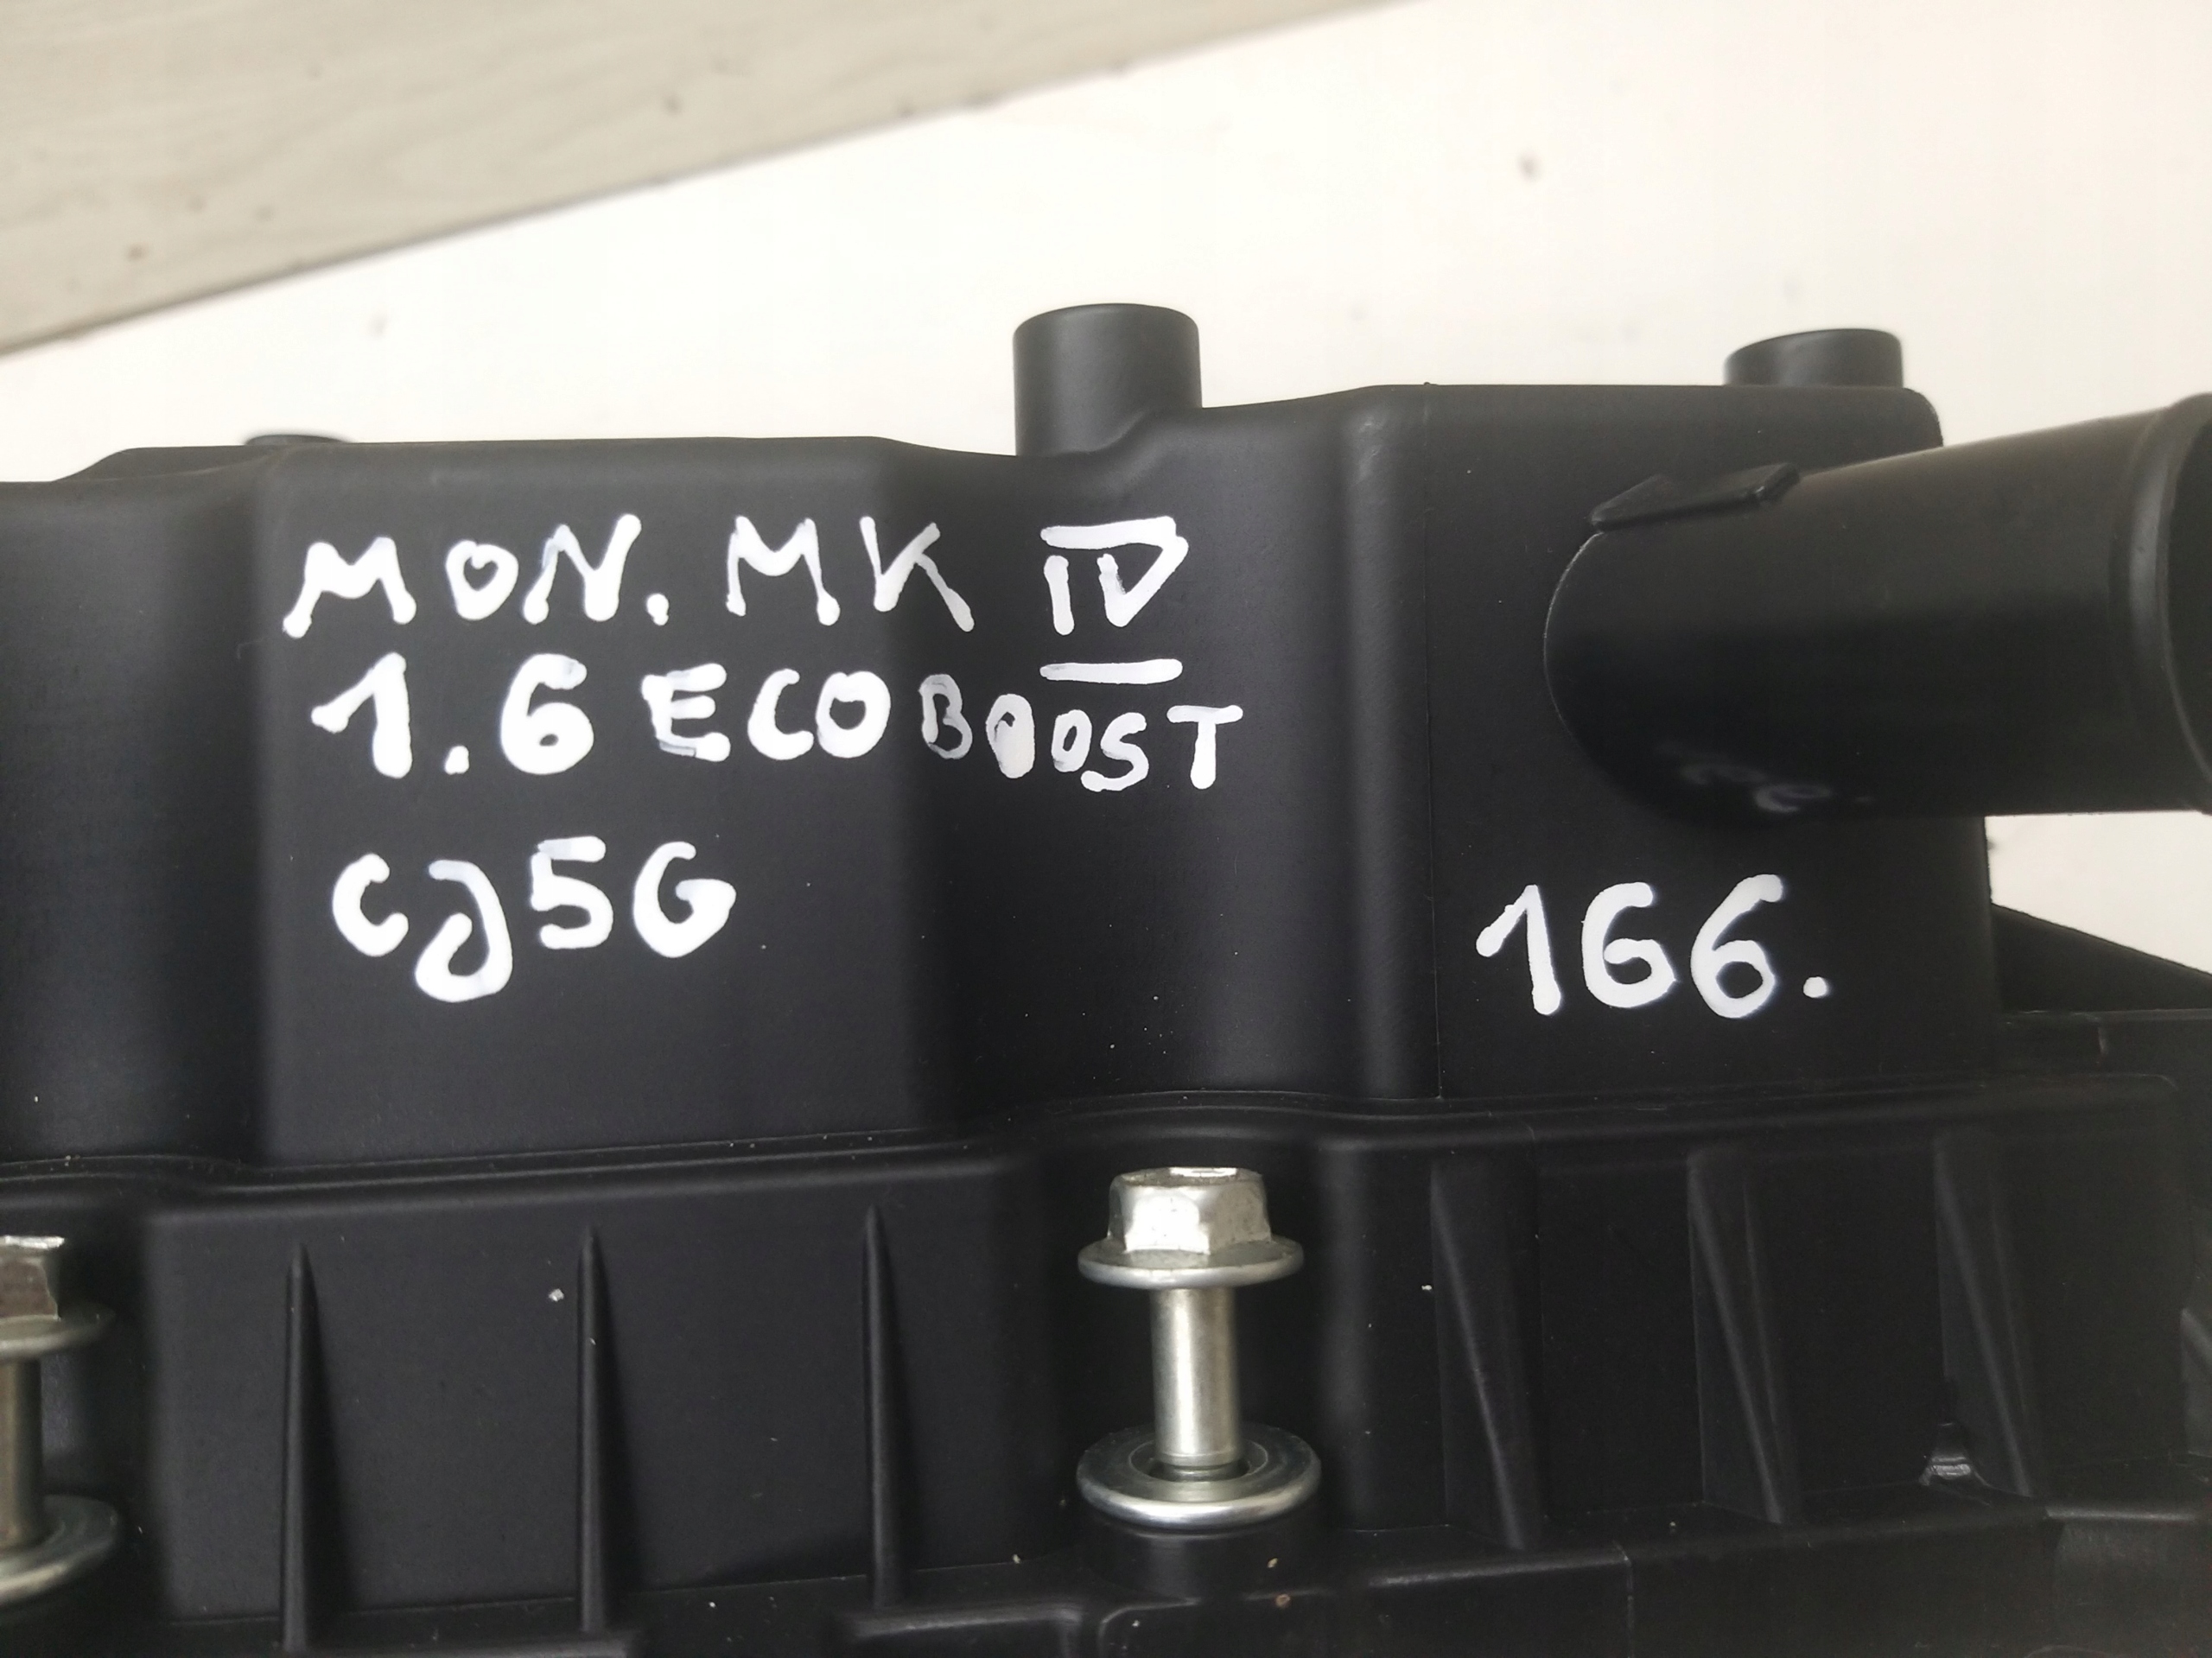 MON. MK IV
1.6 ECOBOOST
CJ5G
166.